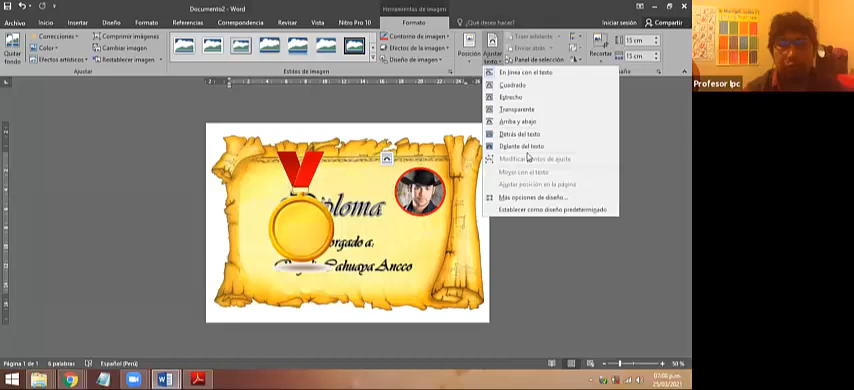 Documento2 - Word
Herramientas de imagen
Archivo Inicio Insertar Diseño Formato Referencias Correspondencia Revisar Vista Nitro Pro 10 Formato ¿Qué desea hacer? Iniciar sesión Compartir
Quitar fondo
Correcciones
Color
Efectos artísticos
Comprimir imágenes
Cambiar imagen
Restablecer imagen
Ajustar
Estilos de imagen
Contorno de imagen
Efectos de la imagen
Diseño de imagen
Posición
Ajustar texto
Traer adelante
Enviar atrás
Panel de selección
Recortar
15 cm
15 cm
Tamaño
En línea con el texto
Cuadrado
Estrecho
Transparente
Arriba y abajo
Detrás del texto
Delante del texto
Modificar puntos de ajuste
Mover con el texto
Ajustar posición en la página
Más opciones de diseño...
Establecer como diseño predeterminado
Diploma
Cahuaya Ancco
Profesor Ipc
Página 1 de 1 6 palabras Español (Perú)
50 %
07:08 p.m.
25/03/2021